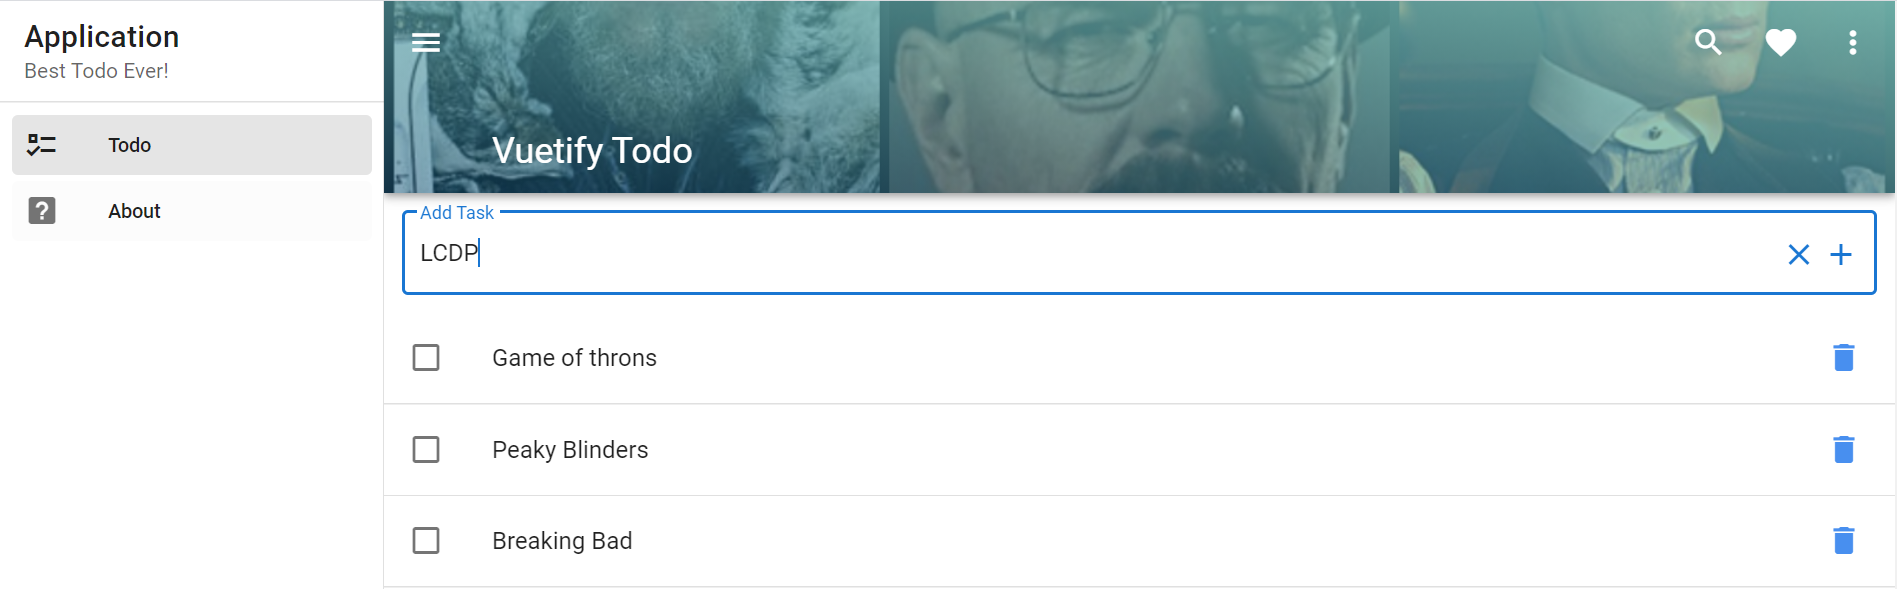 Application
Best Todo Ever!
Todo
About
Vuetify Todo
Add Task
LCDP
Game of throns
Peaky Blinders
Breaking Bad